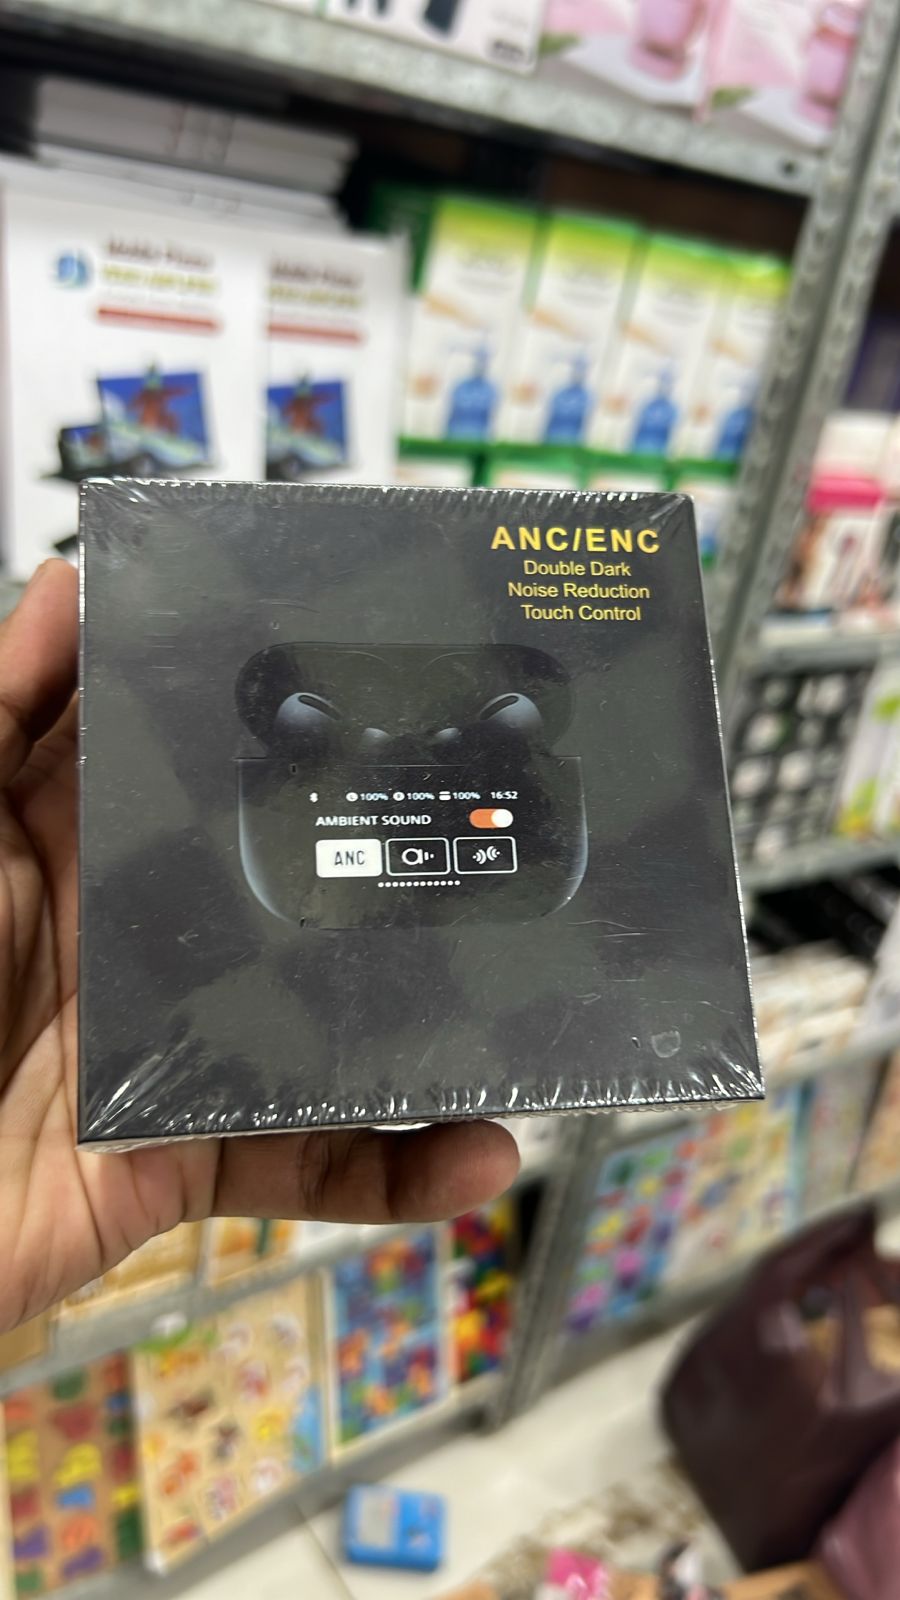 ANC/ENC
Double Dark
Noise Reduction
Touch Control
100% 100% 100% 16:52
AMBIENT SOUND
ANC